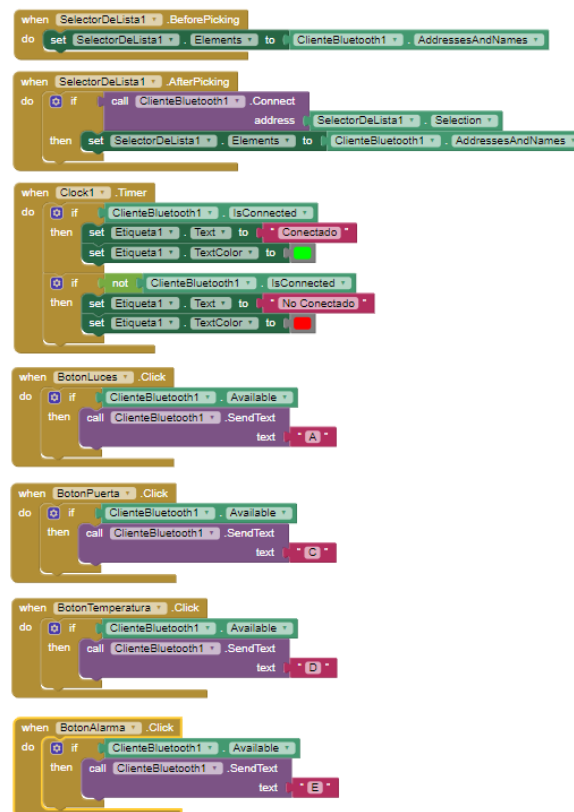 when SelectorDeLista1 .BeforePicking
do set SelectorDeLista1 . Elements to ClienteBluetooth1 . AddressesAndNames
when SelectorDeLista1 .AfterPicking
do if call ClienteBluetooth1 .Connect
address SelectorDeLista1 . Selection
then set SelectorDeLista1 . Elements to ClienteBluetooth1 . AddressesAndNames
when Clock1 .Timer
do if ClienteBluetooth1 . IsConnected
then set Etiqueta1 . Text to " Conectado "
set Etiqueta1 . TextColor to
if not ClienteBluetooth1 . IsConnected
then set Etiqueta1 . Text to " No Conectado "
set Etiqueta1 . TextColor to
when BotonLuces .Click
do if ClienteBluetooth1 . Available
then call ClienteBluetooth1 .SendText
text " A "
when BotonPuerta .Click
do if ClienteBluetooth1 . Available
then call ClienteBluetooth1 .SendText
text " C "
when BotonTemperatura .Click
do if ClienteBluetooth1 . Available
then call ClienteBluetooth1 .SendText
text " D "
when BotonAlarma .Click
do if ClienteBluetooth1 . Available
then call ClienteBluetooth1 .SendText
text " E "